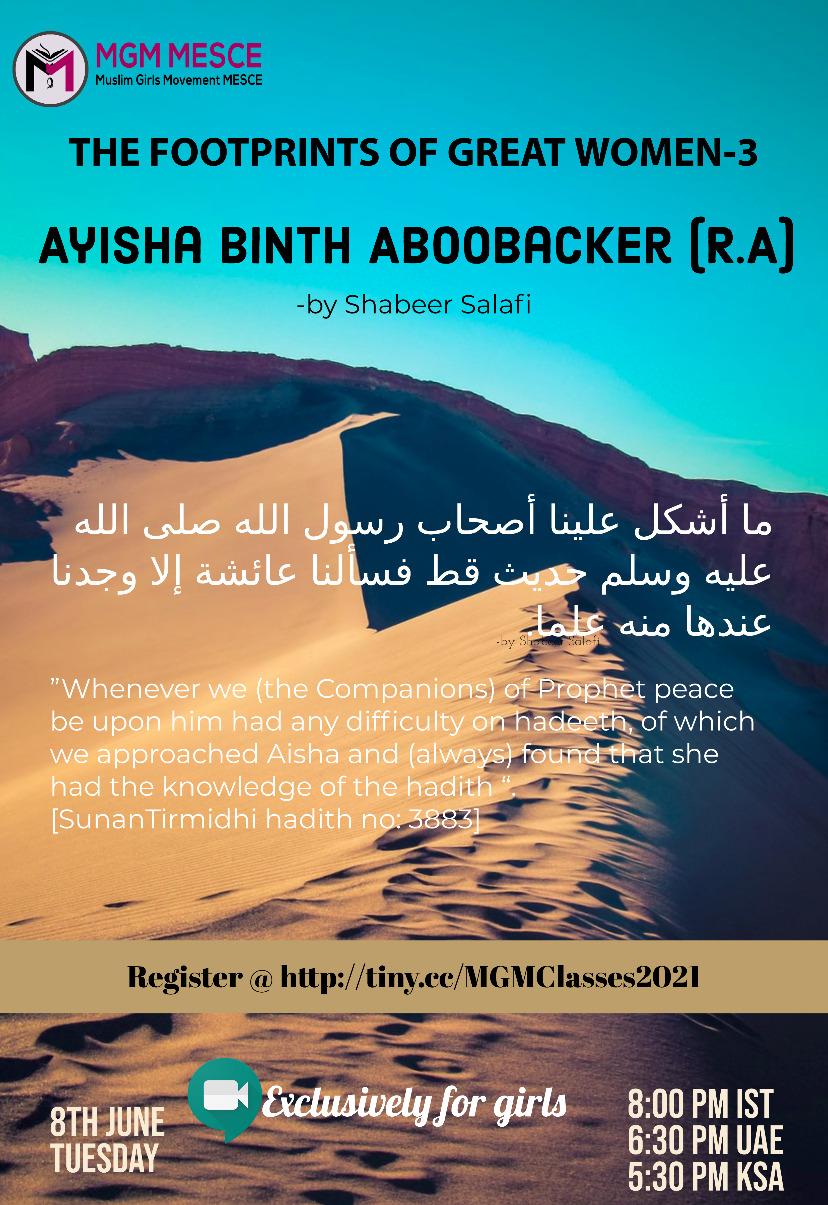 MGM MESCE
Muslim Girls Movement MESCE
THE FOOTPRINTS OF GREAT WOMEN-3
AYISHA BINTH ABOOBACKER (R.A)
-by Shabeer Salafi
ما أشكل علينا أصحاب رسول الله صلى الله
عليه وسلم حديث قط فسألنا عائشة إلا وجدنا
عندها منه علما.
-by Shabeer Salafi
”Whenever we (the Companions) of Prophet peace
be upon him had any difficulty on hadeeth, of which
we approached Aisha and (always) found that she
had the knowledge of the hadith “.
[SunanTirmidhi hadith no: 3883]
Register @ http://tiny.cc/MGMClasses2021
Exclusively for girls
8TH JUNE
TUESDAY
8:00 PM IST
6:30 PM UAE
5:30 PM KSA